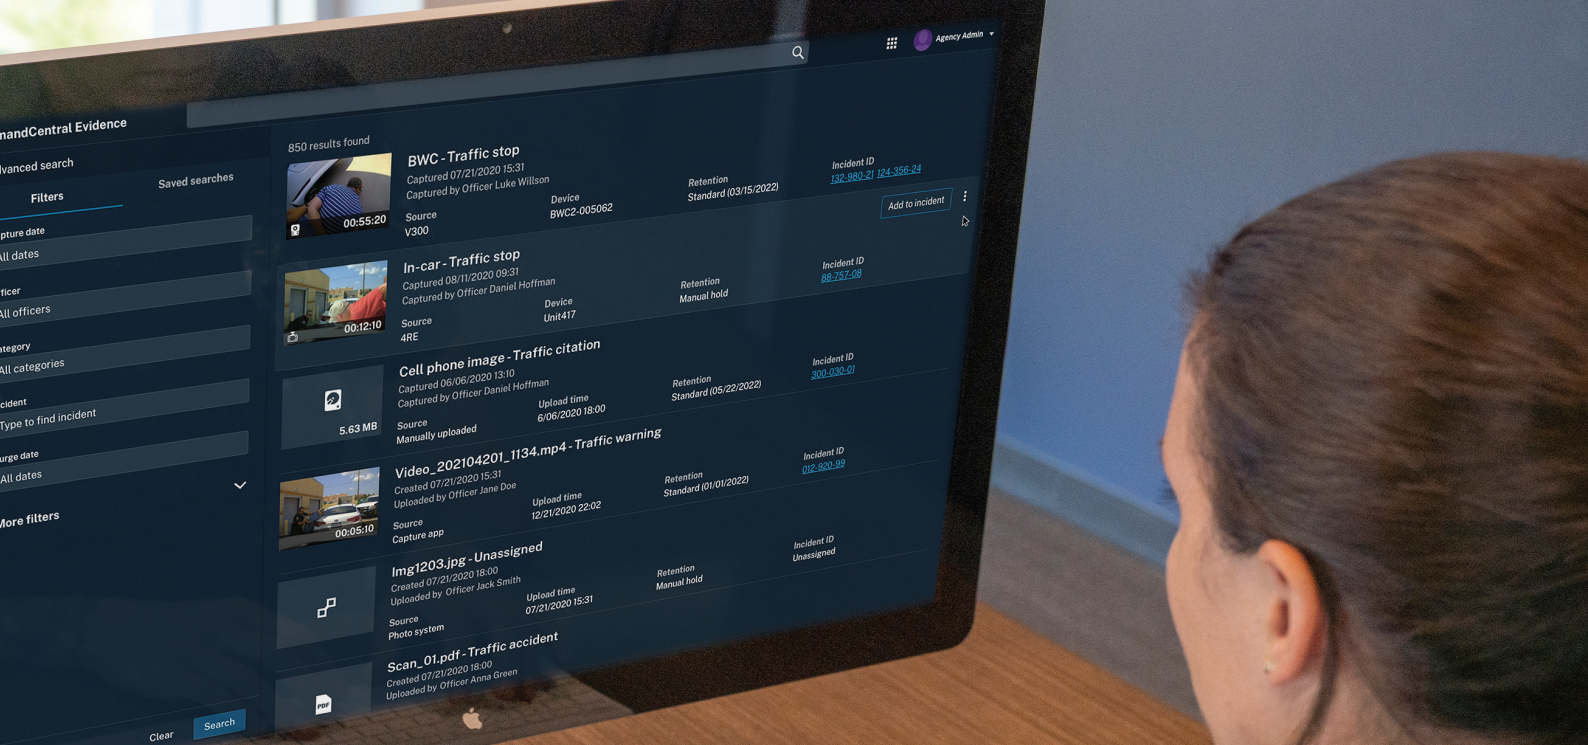 Agency Admin
mandCentral Evidence
dvanced search
Filters
Saved searches
pture date
All dates
fficer
All officers
ategory
All categories
cident
Type to find incident
urge date
All dates
More filters
Clear
Search
850 results found
BWC - Traffic stop
Captured 07/21/2020 15:31
Captured by Officer Luke Willson
Source
V300
Device
BWC2-005062
Retention
Standard (03/15/2022)
Incident ID
132-980-21 124-356-24
00:55:20
Add to incident
In-car - Traffic stop
Captured 08/11/2020 09:31
Captured by Officer Daniel Hoffman
Source
4RE
Device
Unit417
Retention
Manual hold
Incident ID
88-757-08
00:12:10
Cell phone image - Traffic citation
Captured 06/06/2020 13:10
Captured by Officer Daniel Hoffman
Source
Manually uploaded
Upload time
6/06/2020 18:00
Retention
Standard (05/22/2022)
Incident ID
300-030-01
5.63 MB
Video_202104201_1134.mp4 - Traffic warning
Created 07/21/2020 15:31
Uploaded by Officer Jane Doe
Source
Capture app
Upload time
12/21/2020 22:02
Retention
Standard (01/01/2022)
Incident ID
012-920-99
00:05:10
Img1203.jpg - Unassigned
Created 07/21/2020 18:00
Uploaded by Officer Jack Smith
Source
Photo system
Upload time
07/21/2020 15:31
Retention
Manual hold
Incident ID
Unassigned
Scan_01.pdf - Traffic accident
Created 07/21/2020 18:00
Uploaded by Officer Anna Green
PDF